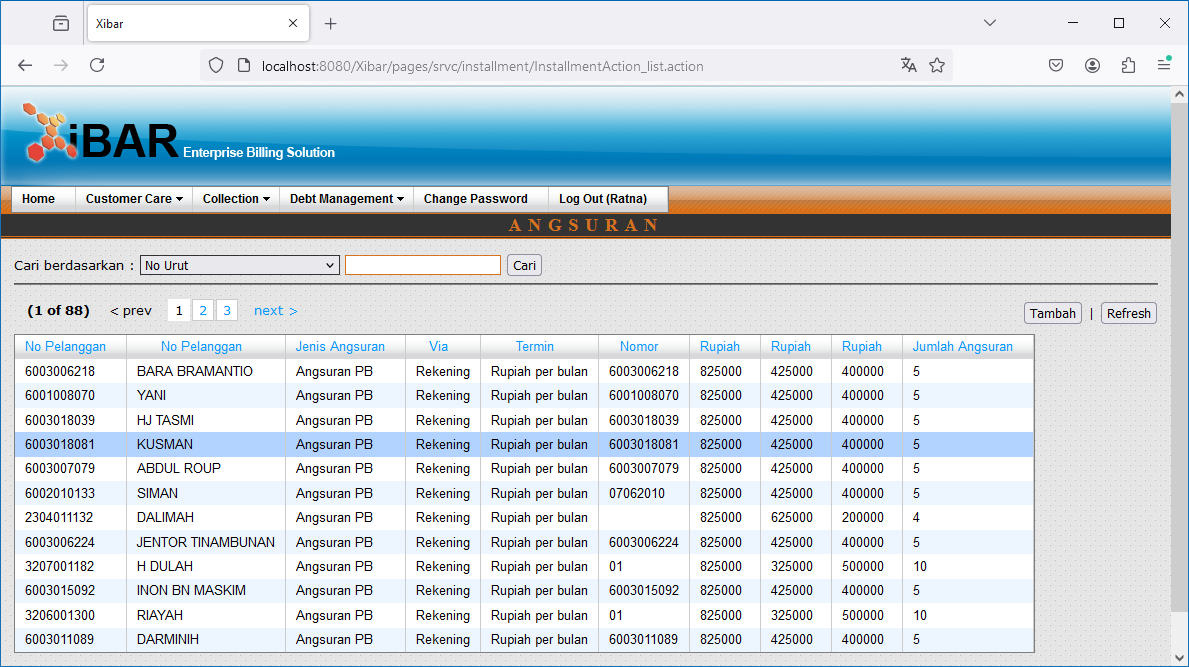 Xibar
localhost:8080/Xibar/pages/srvc/installment/InstallmentAction_list.action
iBAR Enterprise Billing Solution
Home Customer Care Collection Debt Management Change Password Log Out (Ratna)
ANGSURAN
Cari berdasarkan : No Urut Cari
(1 of 88) < prev 1 2 3 next > Tambah | Refresh
No Pelanggan No Pelanggan Jenis Angsuran Via Termin Nomor Rupiah Rupiah Rupiah Jumlah Angsuran
6003006218 BARA BRAMANTIO Angsuran PB Rekening Rupiah per bulan 6003006218 825000 425000 400000 5
6001008070 YANI Angsuran PB Rekening Rupiah per bulan 6001008070 825000 425000 400000 5
6003018039 HJ TASMI Angsuran PB Rekening Rupiah per bulan 6003018039 825000 425000 400000 5
6003018081 KUSMAN Angsuran PB Rekening Rupiah per bulan 6003018081 825000 425000 400000 5
6003007079 ABDUL ROUP Angsuran PB Rekening Rupiah per bulan 6003007079 825000 425000 400000 5
6002010133 SIMAN Angsuran PB Rekening Rupiah per bulan 07062010 825000 425000 400000 5
2304011132 DALIMAH Angsuran PB Rekening Rupiah per bulan 825000 625000 200000 4
6003006224 JENTOR TINAMBUNAN Angsuran PB Rekening Rupiah per bulan 6003006224 825000 425000 400000 5
3207001182 H DULAH Angsuran PB Rekening Rupiah per bulan 01 825000 325000 500000 10
6003015092 INON BN MASKIM Angsuran PB Rekening Rupiah per bulan 6003015092 825000 425000 400000 5
3206001300 RIAYAH Angsuran PB Rekening Rupiah per bulan 01 825000 325000 500000 10
6003011089 DARMINIH Angsuran PB Rekening Rupiah per bulan 6003011089 825000 425000 400000 5